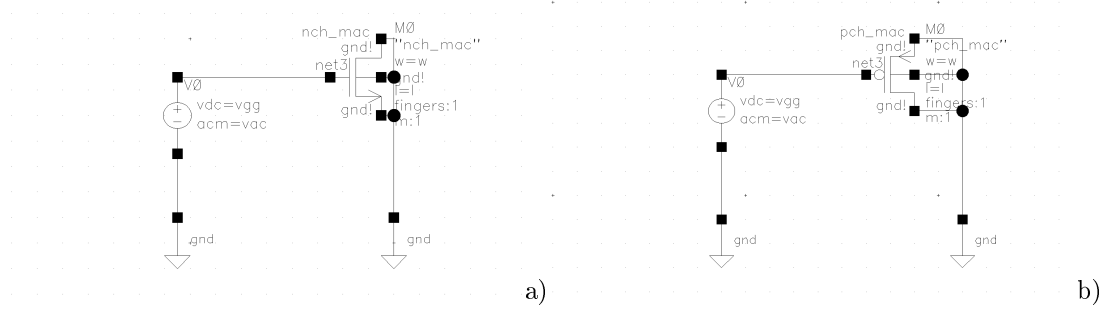 nch_mac
M0
gnd!
"nch_mac"
net3
w=w
gnd!
l=l
V0
vdc=vgg
acm=vac
gnd!
fingers:1
m:1
gnd
gnd
a)
pch_mac
M0
gnd!
"pch_mac"
net3
w=w
gnd!
l=l
V0
vdc=vgg
acm=vac
gnd!
fingers:1
m:1
gnd
gnd
b)